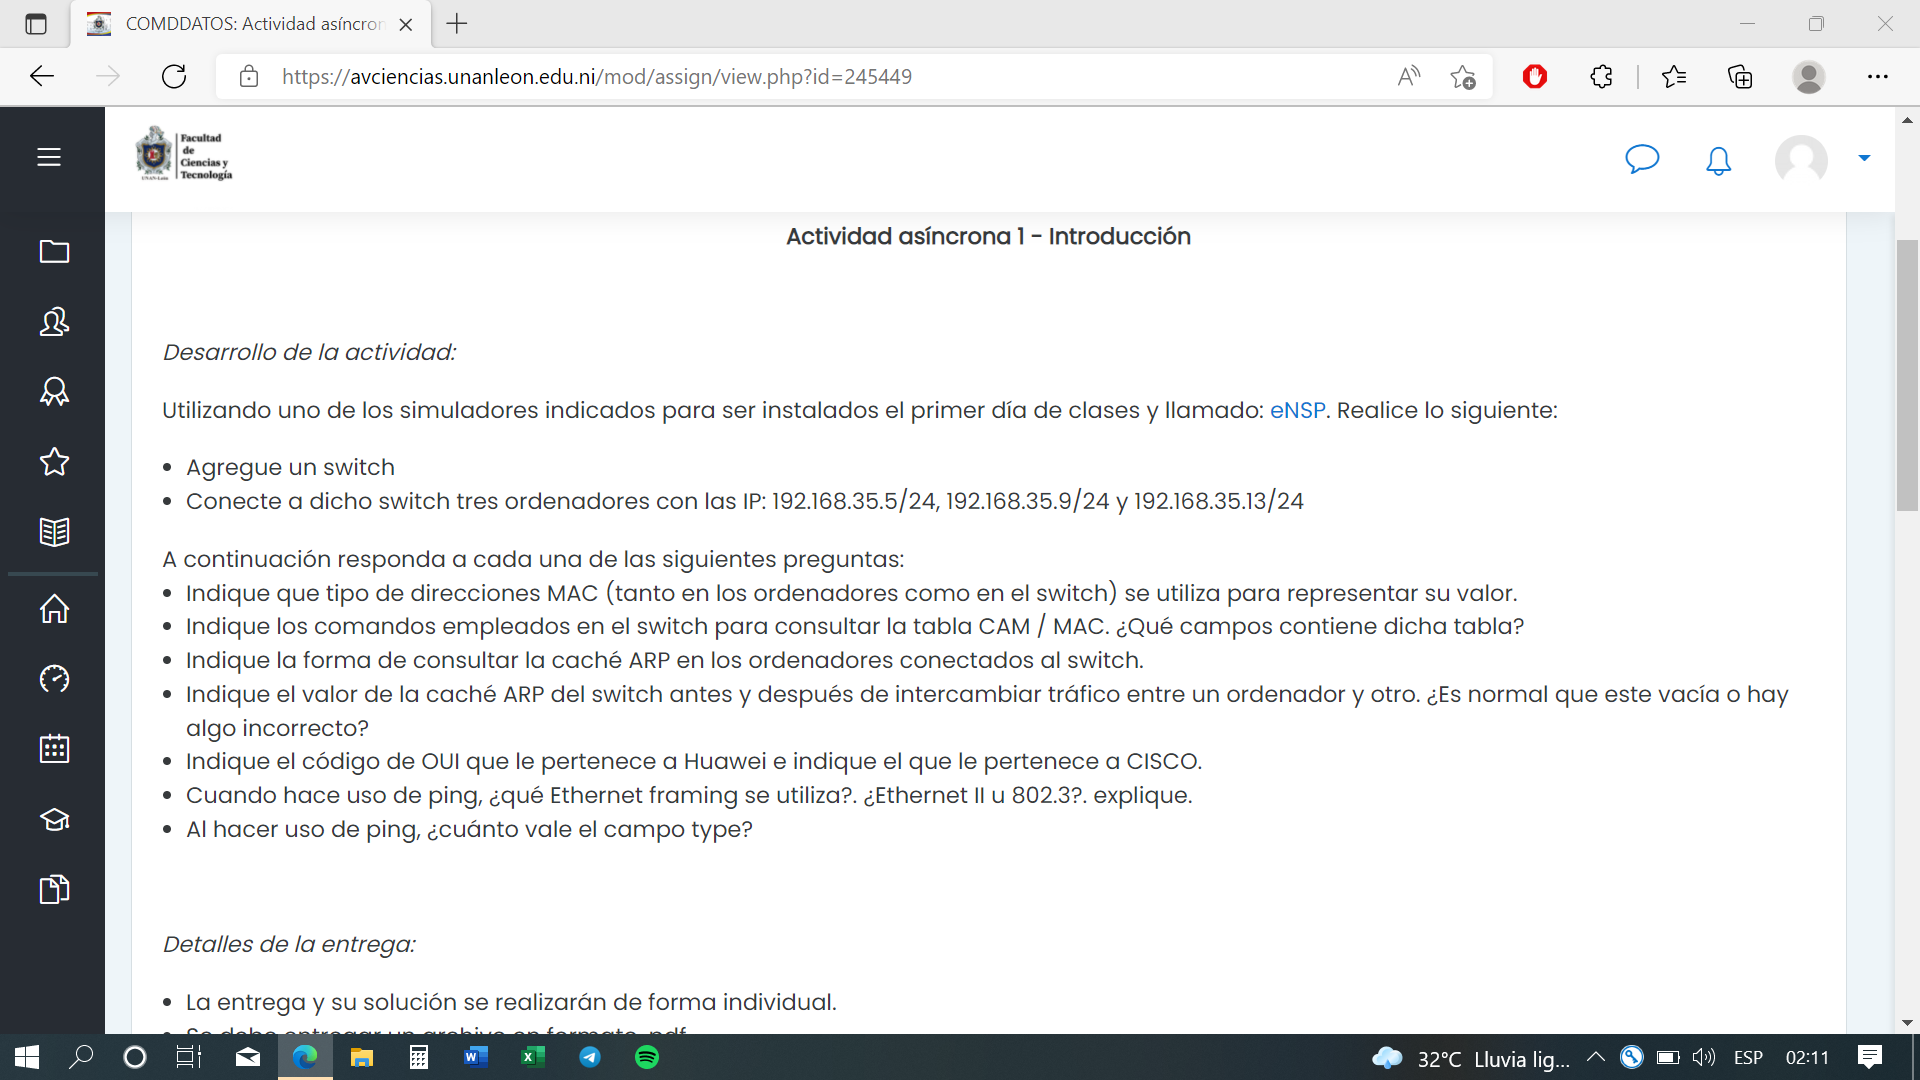 COMDDATOS: Actividad asíncron
https://avciencias.unanleon.edu.ni/mod/assign/view.php?id=245449
Facultad
de
Ciencias y
Tecnología
UNAN-León
Actividad asíncrona 1 - Introducción
Desarrollo de la actividad:
Utilizando uno de los simuladores indicados para ser instalados el primer día de clases y llamado: eNSP. Realice lo siguiente:
• Agregue un switch
• Conecte a dicho switch tres ordenadores con las IP: 192.168.35.5/24, 192.168.35.9/24 y 192.168.35.13/24
A continuación responda a cada una de las siguientes preguntas:
• Indique que tipo de direcciones MAC (tanto en los ordenadores como en el switch) se utiliza para representar su valor.
• Indique los comandos empleados en el switch para consultar la tabla CAM / MAC. ¿Qué campos contiene dicha tabla?
• Indique la forma de consultar la caché ARP en los ordenadores conectados al switch.
• Indique el valor de la caché ARP del switch antes y después de intercambiar tráfico entre un ordenador y otro. ¿Es normal que este vacía o hay
algo incorrecto?
• Indique el código de OUI que le pertenece a Huawei e indique el que le pertenece a CISCO.
• Cuando hace uso de ping, ¿qué Ethernet framing se utiliza?. ¿Ethernet II u 802.3?. explique.
• Al hacer uso de ping, ¿cuánto vale el campo type?
Detalles de la entrega:
• La entrega y su solución se realizarán de forma individual.
• Se debe entregar un archivo en formato .pdf
32°C Lluvia lig... ESP 02:11